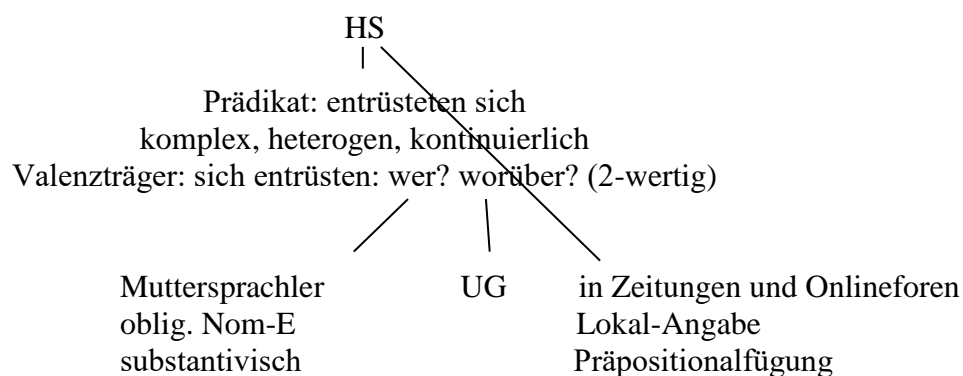 HS
Prädikat: entrüsteten sich
komplex, heterogen, kontinuierlich
Valenzträger: sich entrüsten: wer? worüber? (2-wertig)
Muttersprachler UG in Zeitungen und Onlineforen
oblig. Nom-E Lokal-Angabe
substantivisch Präpositionalfügung